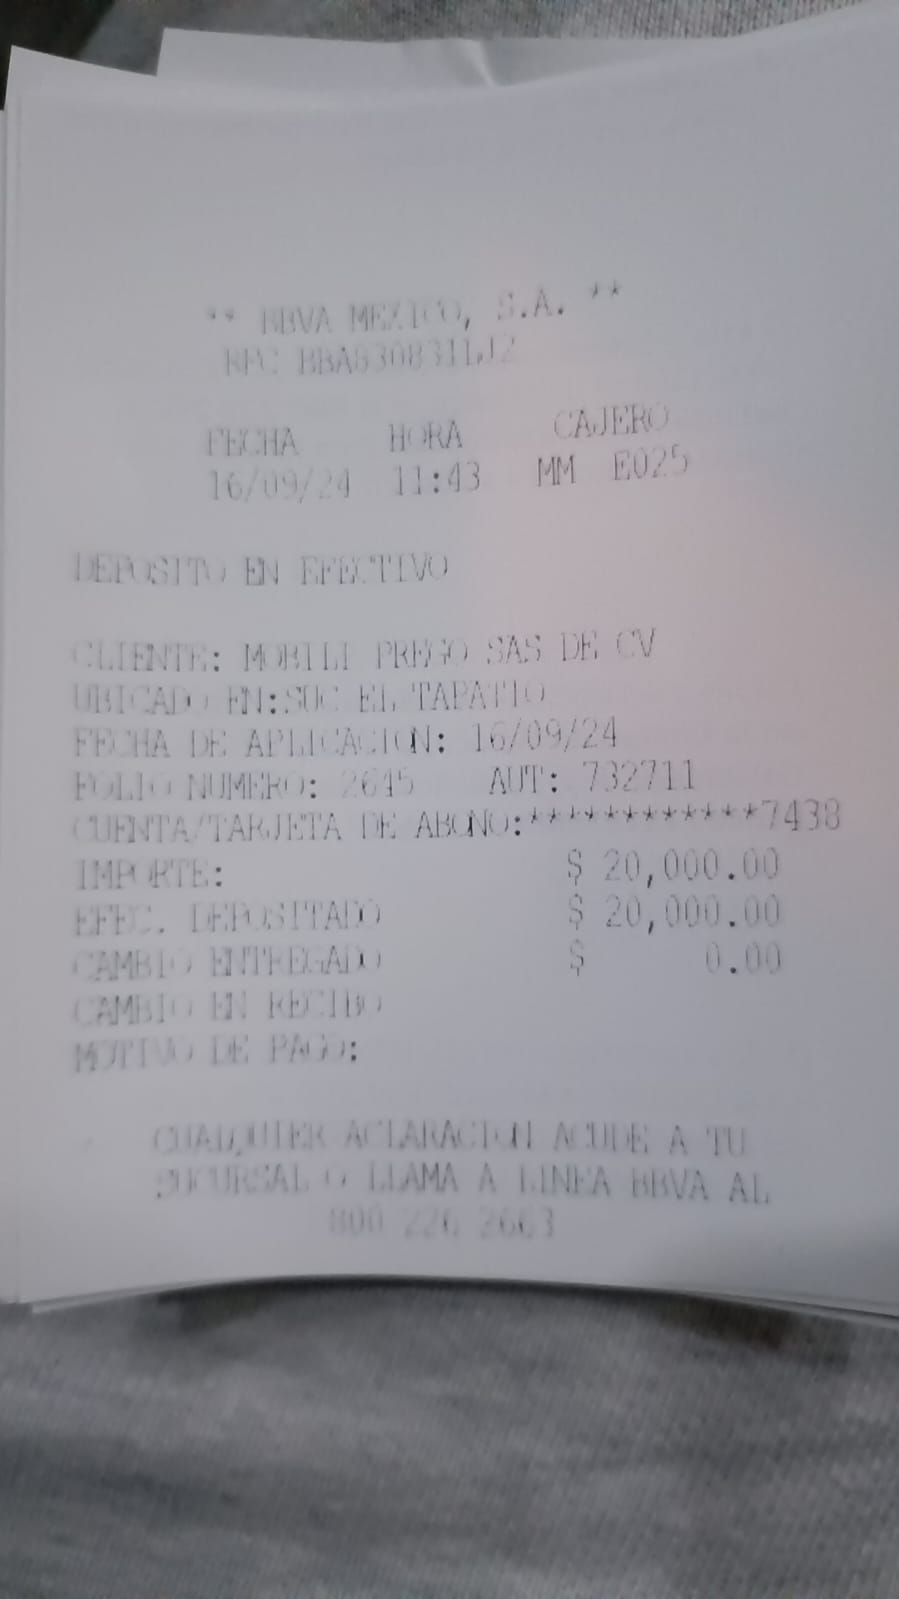 ** BBVA MEXICO, S.A. **
RFC BBA830831LJ2
FECHA HORA CAJERO
16/09/24 11:43 MM E025
DEPOSITO EN EFECTIVO
CLIENTE: MOBILI PREGO SAS DE CV
UBICADO EN:SUC EL TAPATIO
FECHA DE APLICACION: 16/09/24
FOLIO NUMERO: 2645 AUT: 732711
CUENTA/TARJETA DE ABONO:************7438
IMPORTE: $ 20,000.00
EFEC. DEPOSITADO $ 20,000.00
CAMBIO ENTREGADO $ 0.00
CAMBIO EN RECIBO
MOTIVO DE PAGO:
CUALQUIER ACLARACION ACUDE A TU
SUCURSAL O LLAMA A LINEA BBVA AL
800 226 2663